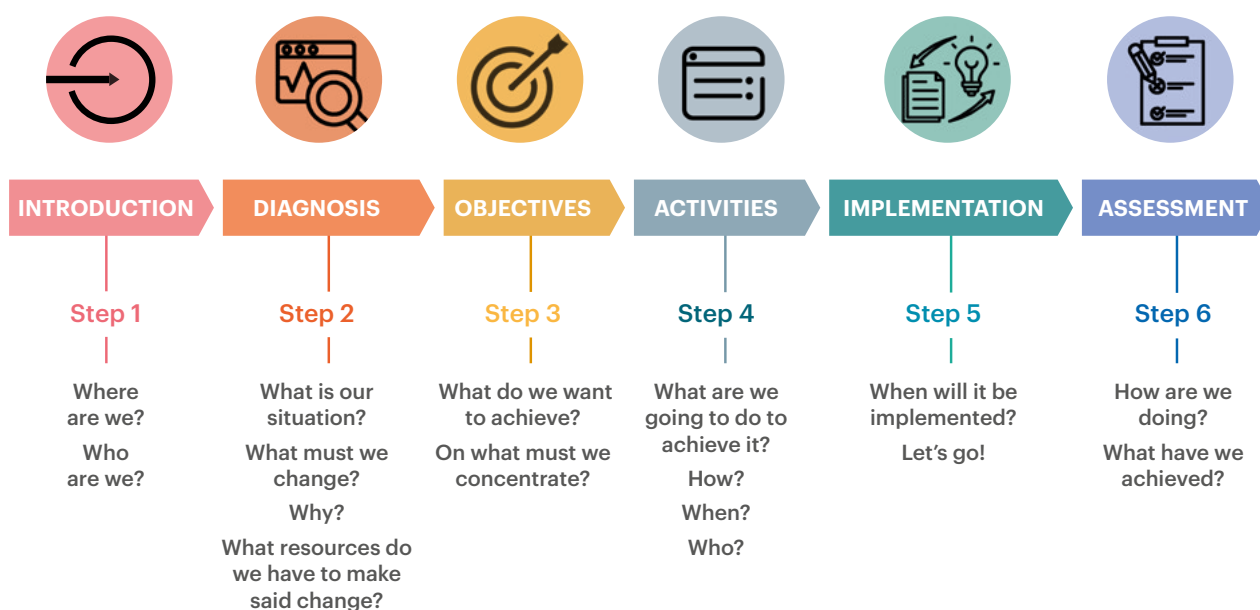 INTRODUCTION
DIAGNOSIS
OBJECTIVES
ACTIVITIES
IMPLEMENTATION
ASSESSMENT
Step 1
Where
are we?
Who
are we?
Step 2
What is our
situation?
What must we
change?
Why?
What resources do
we have to make
said change?
Step 3
What do we want
to achieve?
On what must we
concentrate?
Step 4
What are we
going to do to
achieve it?
How?
When?
Who?
Step 5
When will it be
implemented?
Let's go!
Step 6
How are we
doing?
What have we
achieved?